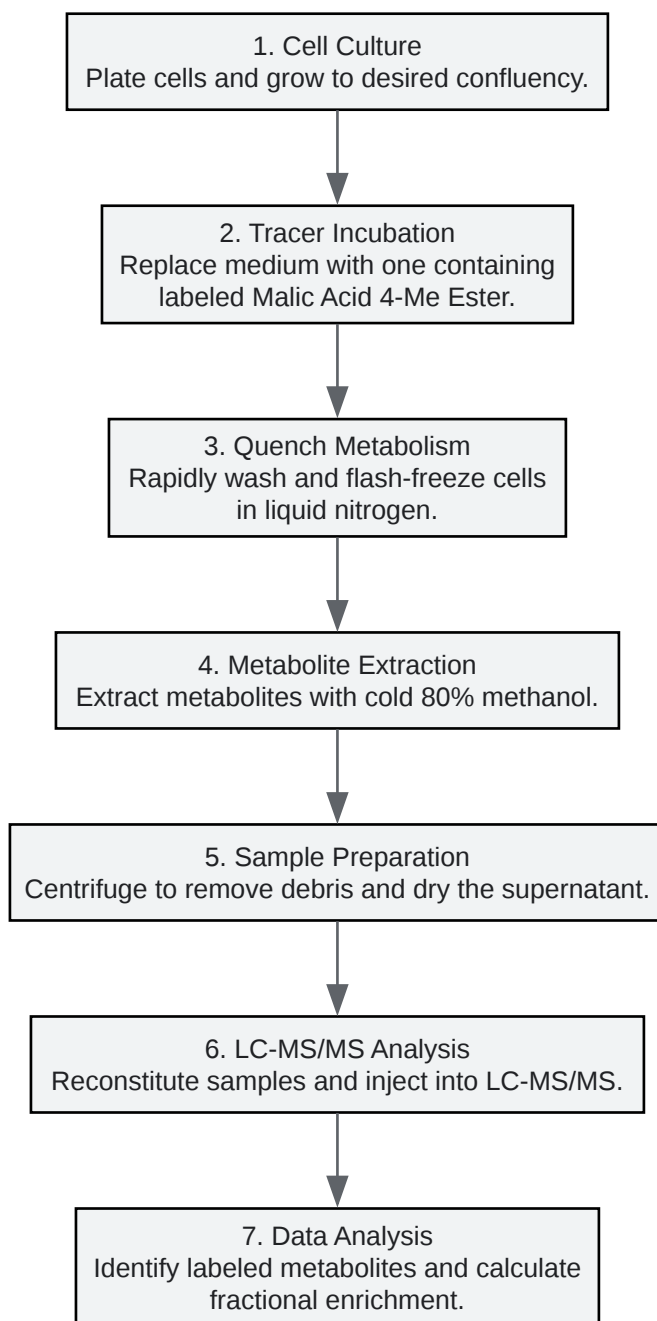 1. Cell Culture
Plate cells and grow to desired confluency.
2. Tracer Incubation
Replace medium with one containing
labeled Malic Acid 4-Me Ester.
3. Quench Metabolism
Rapidly wash and flash-freeze cells
in liquid nitrogen.
4. Metabolite Extraction
Extract metabolites with cold 80% methanol.
5. Sample Preparation
Centrifuge to remove debris and dry the supernatant.
6. LC-MS/MS Analysis
Reconstitute samples and inject into LC-MS/MS.
7. Data Analysis
Identify labeled metabolites and calculate
fractional enrichment.